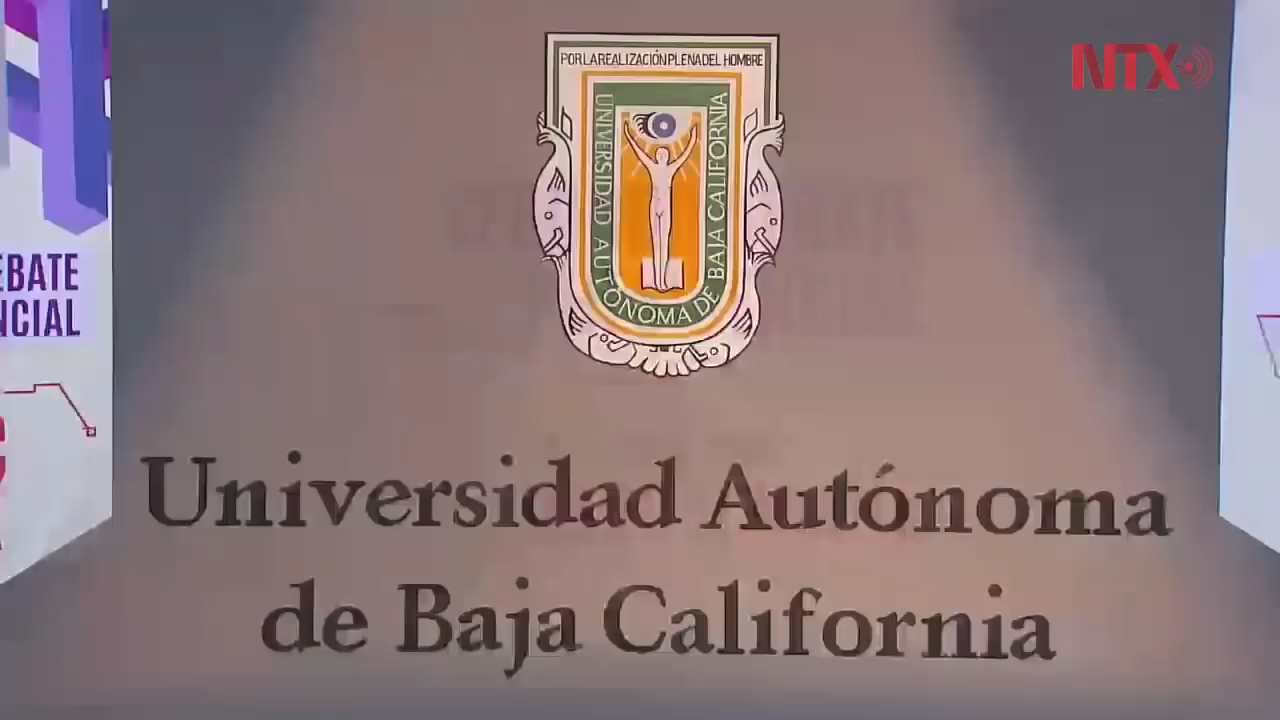 NTX
POR LA REALIZACIÓN PLENA DEL HOMBRE
UNIVERSIDAD AUTÓNOMA DE BAJA CALIFORNIA
EBATE
NCIAL
Universidad Autónoma
de Baja California